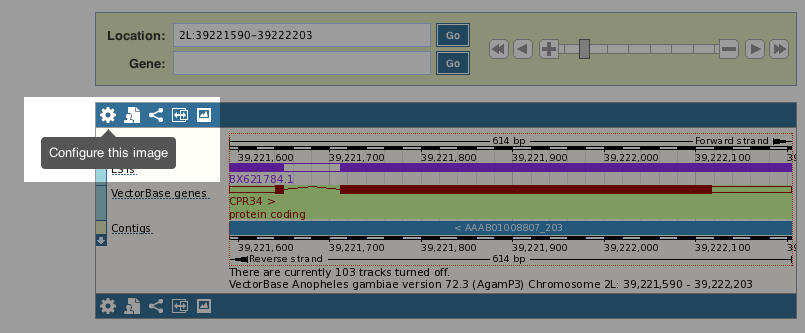 Location: 2L:39221590-39222203 Go
Gene: Go
Configure this image
614 bp Forward strand
39,221,600 39,221,700 39,221,800 39,221,900 39,222,000 39,222,100
ESTs
BX621784.1
VectorBase genes
CPR34 >
protein coding
Contigs < AAAB01008807_203
39,221,600 39,221,700 39,221,800 39,221,900 39,222,000 39,222,100
Reverse strand 614 bp
There are currently 103 tracks turned off.
VectorBase Anopheles gambiae version 72.3 (AgamP3) Chromosome 2L: 39,221,590 - 39,222,203